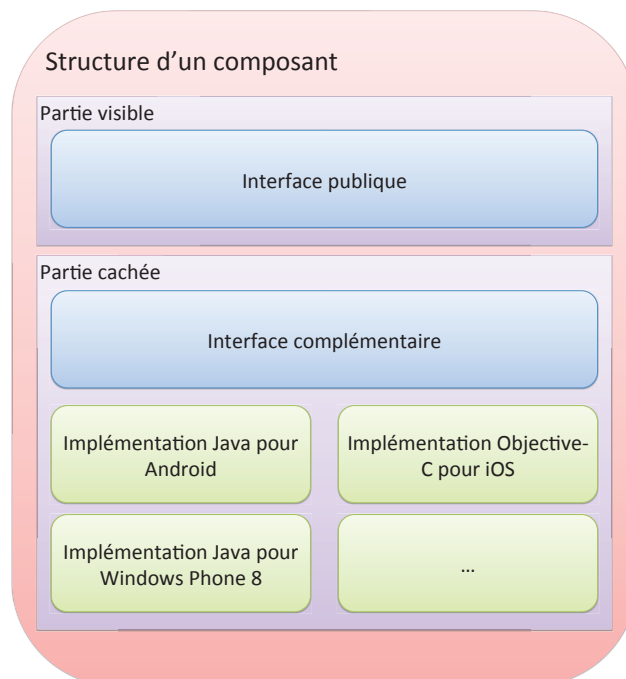 Structure d'un composant
Partie visible
Interface publique
Partie cachée
Interface complémentaire
Implémentation Java pour
Android
Implémentation Objective-
C pour iOS
Implémentation Java pour
Windows Phone 8
...